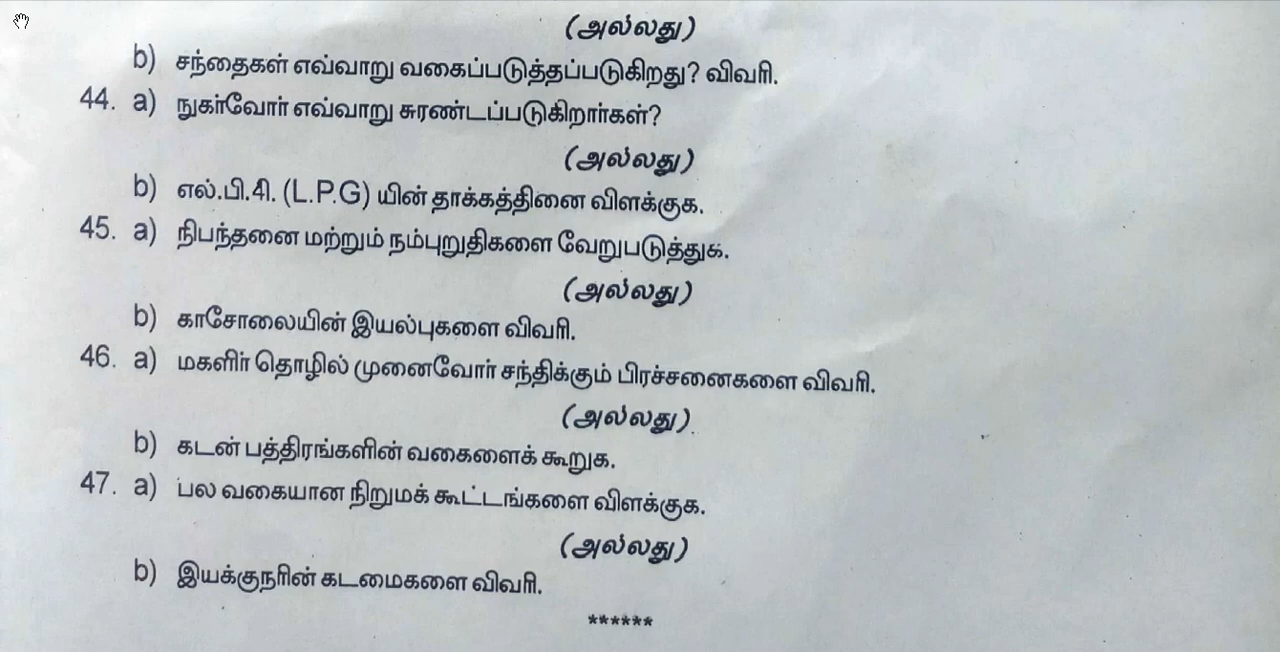 (அல்லது)
b) சந்தைகள் எவ்வாறு வகைப்படுத்தப்படுகிறது? விவரி.
44. a) நுகர்வோர் எவ்வாறு சுரண்டப்படுகிறார்கள்?
(அல்லது)
b) எல்.பி.ஜி. (L.P.G) யின் தாக்கத்தினை விளக்குக.
45. a) நிபந்தனை மற்றும் நம்புறுதிகளை வேறுபடுத்துக.
(அல்லது)
b) காசோலையின் இயல்புகளை விவரி.
46. a) மகளிர் தொழில் முனைவோர் சந்திக்கும் பிரச்சனைகளை விவரி.
(அல்லது)
b) கடன் பத்திரங்களின் வகைளைக் கூறுக.
47. a) பல வகையான நிறுமக் கூட்டங்களை விளக்குக.
(அல்லது)
b) இயக்குநரின் கடமைகளை விவரி.
******